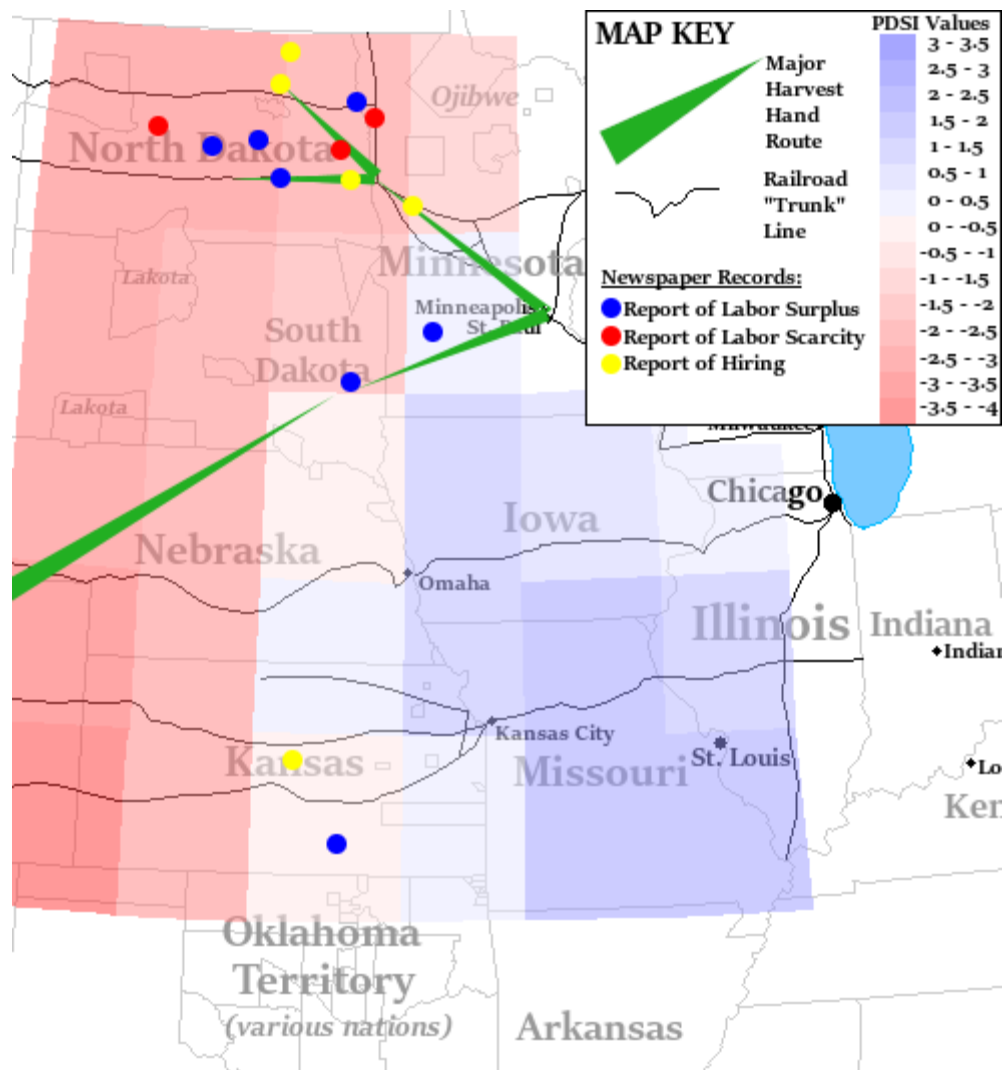 MAP KEY
Major
Harvest
Hand
Route
Railroad
"Trunk"
Line
Newspaper Records:
Report of Labor Surplus
Report of Labor Scarcity
Report of Hiring
PDSI Values
3 - 3.5
2.5 - 3
2 - 2.5
1.5 - 2
1 - 1.5
0.5 - 1
0 - 0.5
0 - -0.5
-0.5 - -1
-1 - -1.5
-1.5 - -2
-2 - -2.5
-2.5 - -3
-3 - -3.5
-3.5 - -4
Ojibwe
North Dakota
Minnesota
Lakota
Minneapolis
St. Paul
South
Dakota
Lakota
Milwaukee
Chicago
Iowa
Nebraska
Omaha
Illinois
Indiana
Indian
Kansas City
Kansas
Missouri
St. Louis
Lo
Ken
Oklahoma
Territory
(various nations)
Arkansas